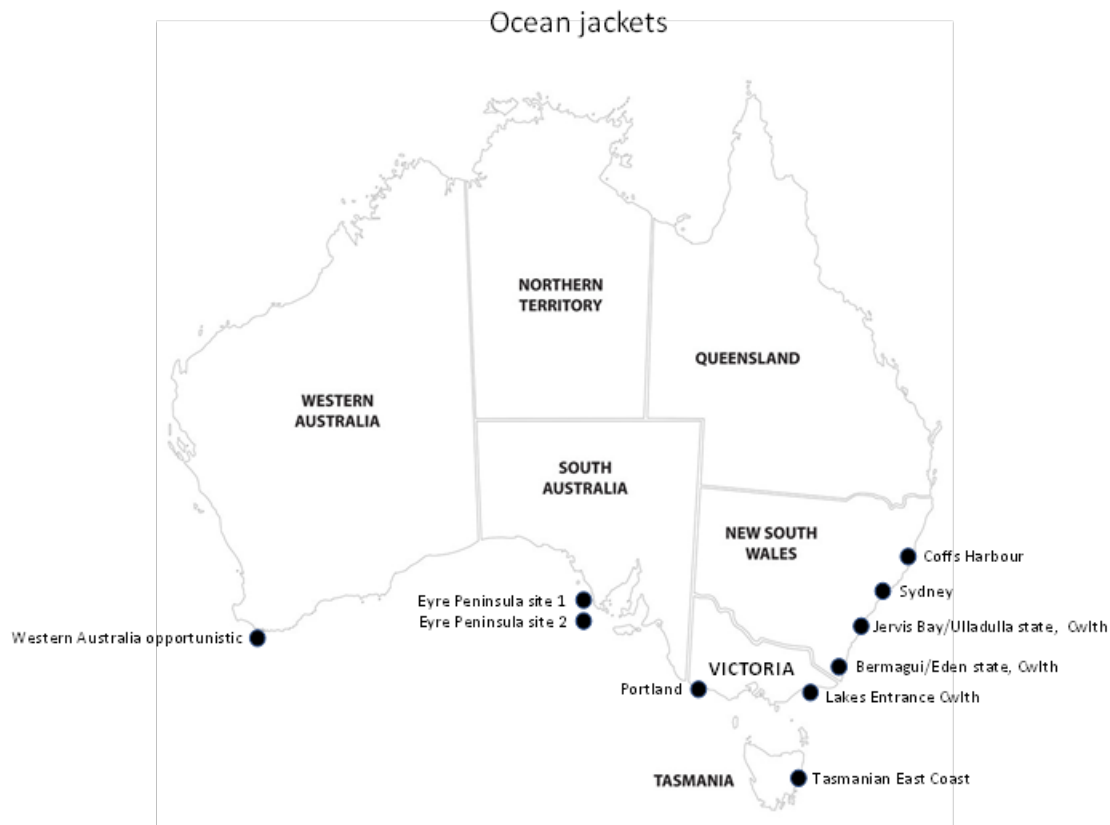 Ocean jackets
NORTHERN
TERRITORY
QUEENSLAND
WESTERN
AUSTRALIA
SOUTH
AUSTRALIA
NEW SOUTH
WALES
Coffs Harbour
Sydney
Eyre Peninsula site 1
Eyre Peninsula site 2
Jervis Bay/Ulladulla state, Cwlth
Western Australia opportunistic
VICTORIA
Bermagui/Eden state, Cwlth
Portland
Lakes Entrance Cwlth
TASMANIA
Tasmanian East Coast